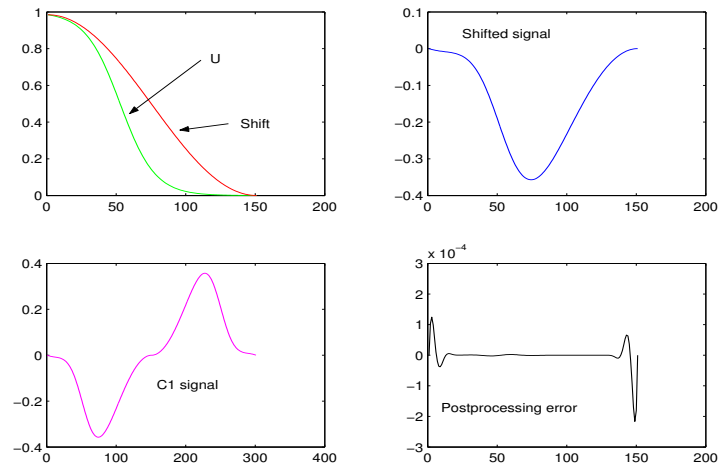 1
0.8
0.6
0.4
0.2
0
0 50 100 150 200
U
Shift
0.1
0
−0.1
−0.2
−0.3
−0.4
0 50 100 150 200
Shifted signal
0.4
0.2
0
−0.2
−0.4
0 100 200 300 400
C1 signal
x 10−4
3
2
1
0
−1
−2
−3
0 50 100 150 200
Postprocessing error